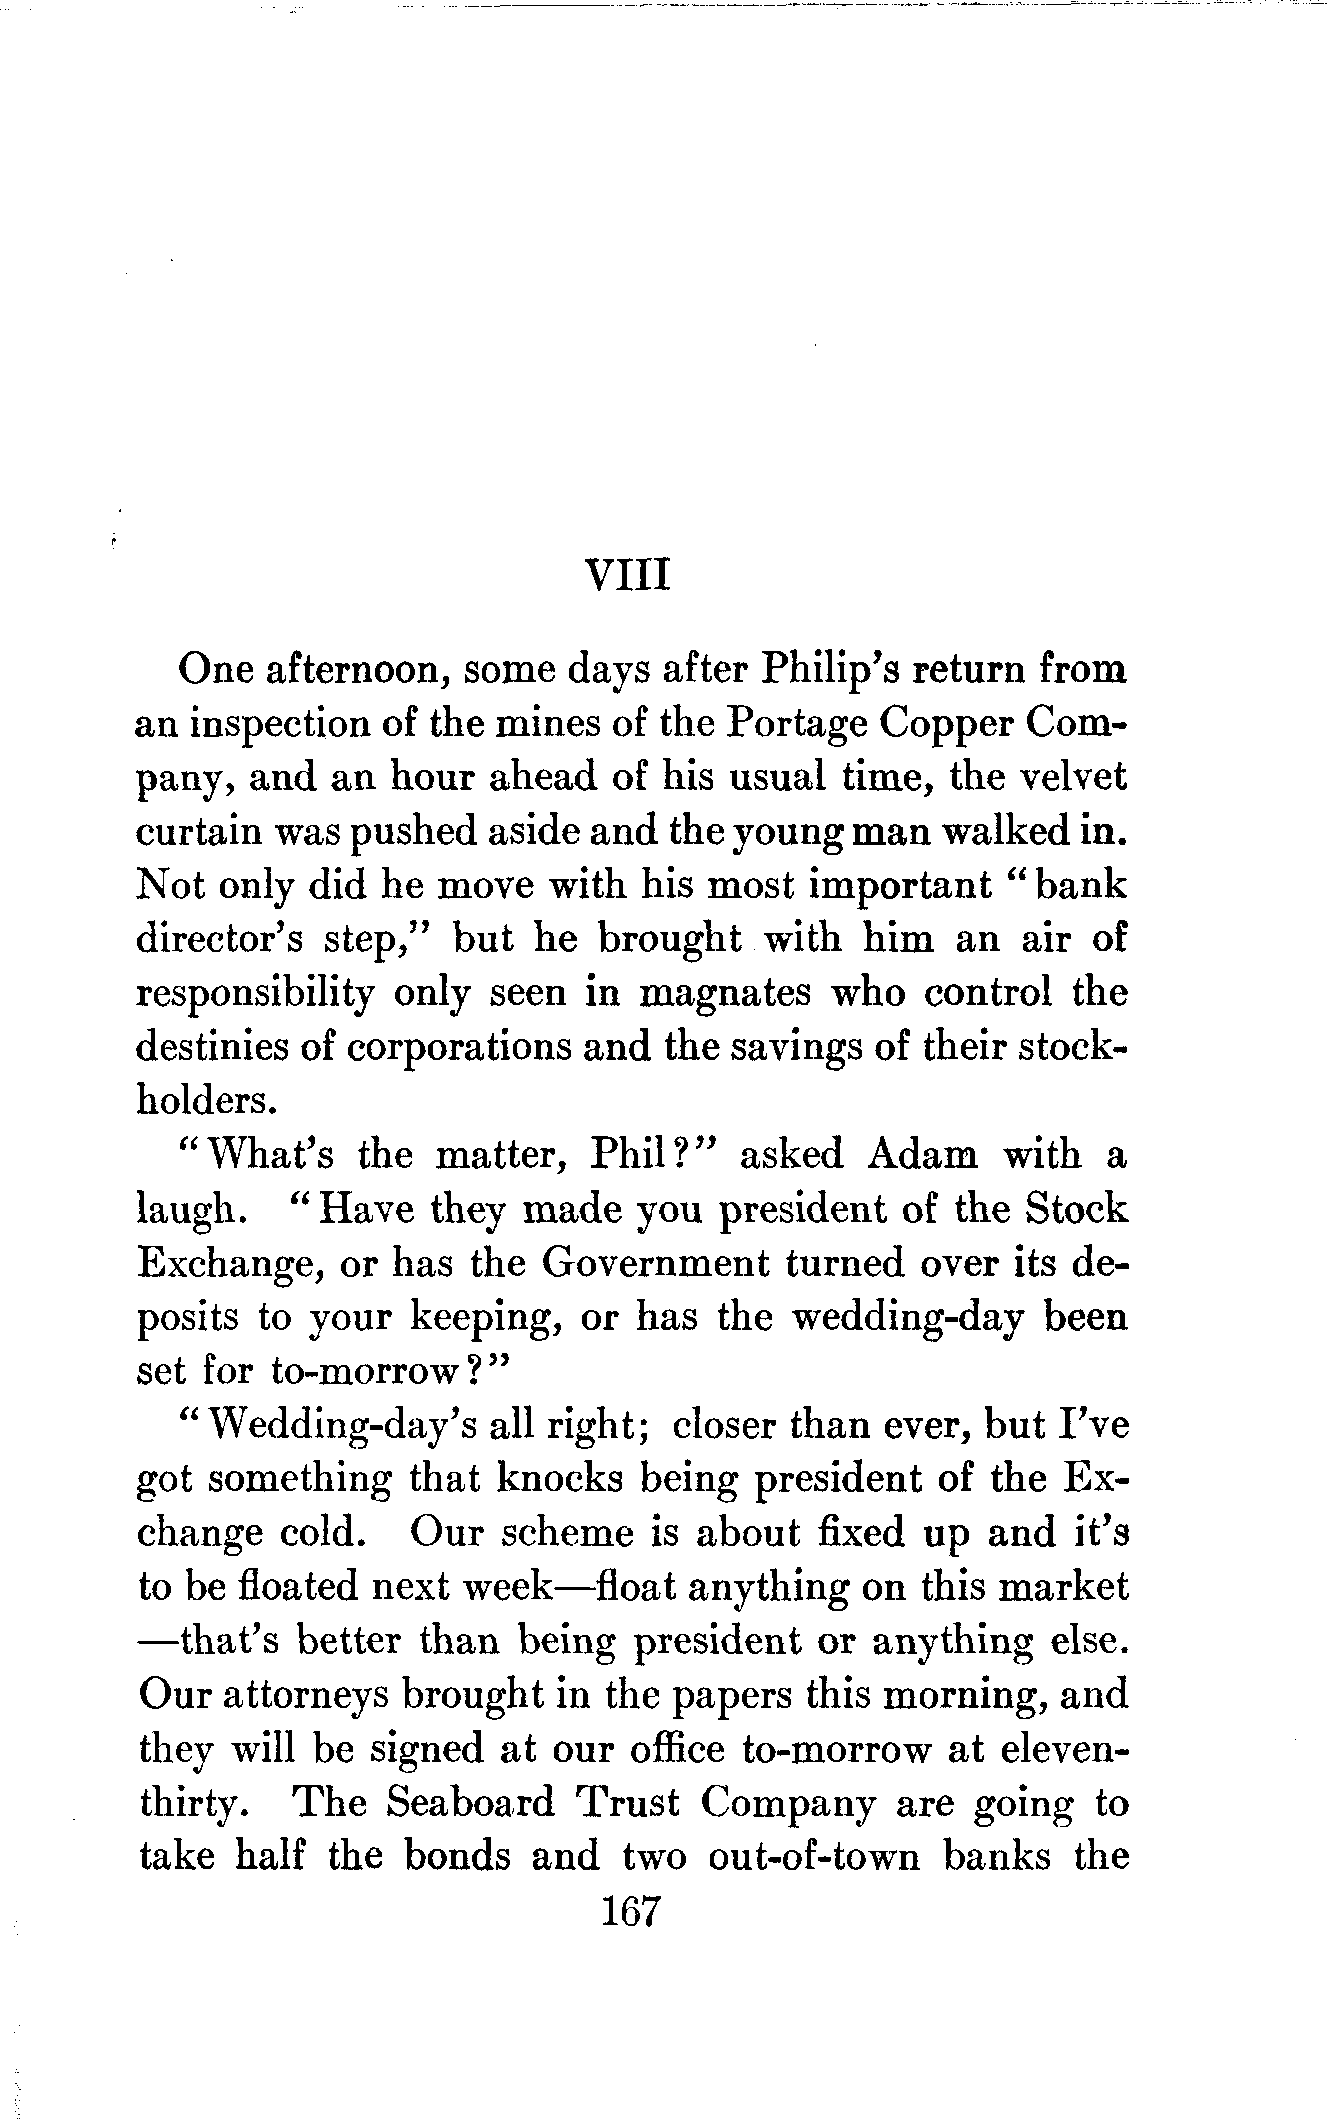 VIII
One afternoon, some days after Philip's return from
an inspection of the mines of the Portage Copper Com-
pany, and an hour ahead of his usual time, the velvet
curtain was pushed aside and the young man walked in.
Not only did he move with his most important "bank
director's step," but he brought with him an air of
responsibility only seen in magnates who control the
destinies of corporations and the savings of their stock-
holders.
"What's the matter, Phil?" asked Adam with a
laugh. "Have they made you president of the Stock
Exchange, or has the Government turned over its de-
posits to your keeping, or has the wedding-day been
set for to-morrow?"
"Wedding-day's all right; closer than ever, but I've
got something that knocks being president of the Ex-
change cold. Our scheme is about fixed up and it's
to be floated next week—float anything on this market
—that's better than being president or anything else.
Our attorneys brought in the papers this morning, and
they will be signed at our office to-morrow at eleven-
thirty. The Seaboard Trust Company are going to
take half the bonds and two out-of-town banks the
167